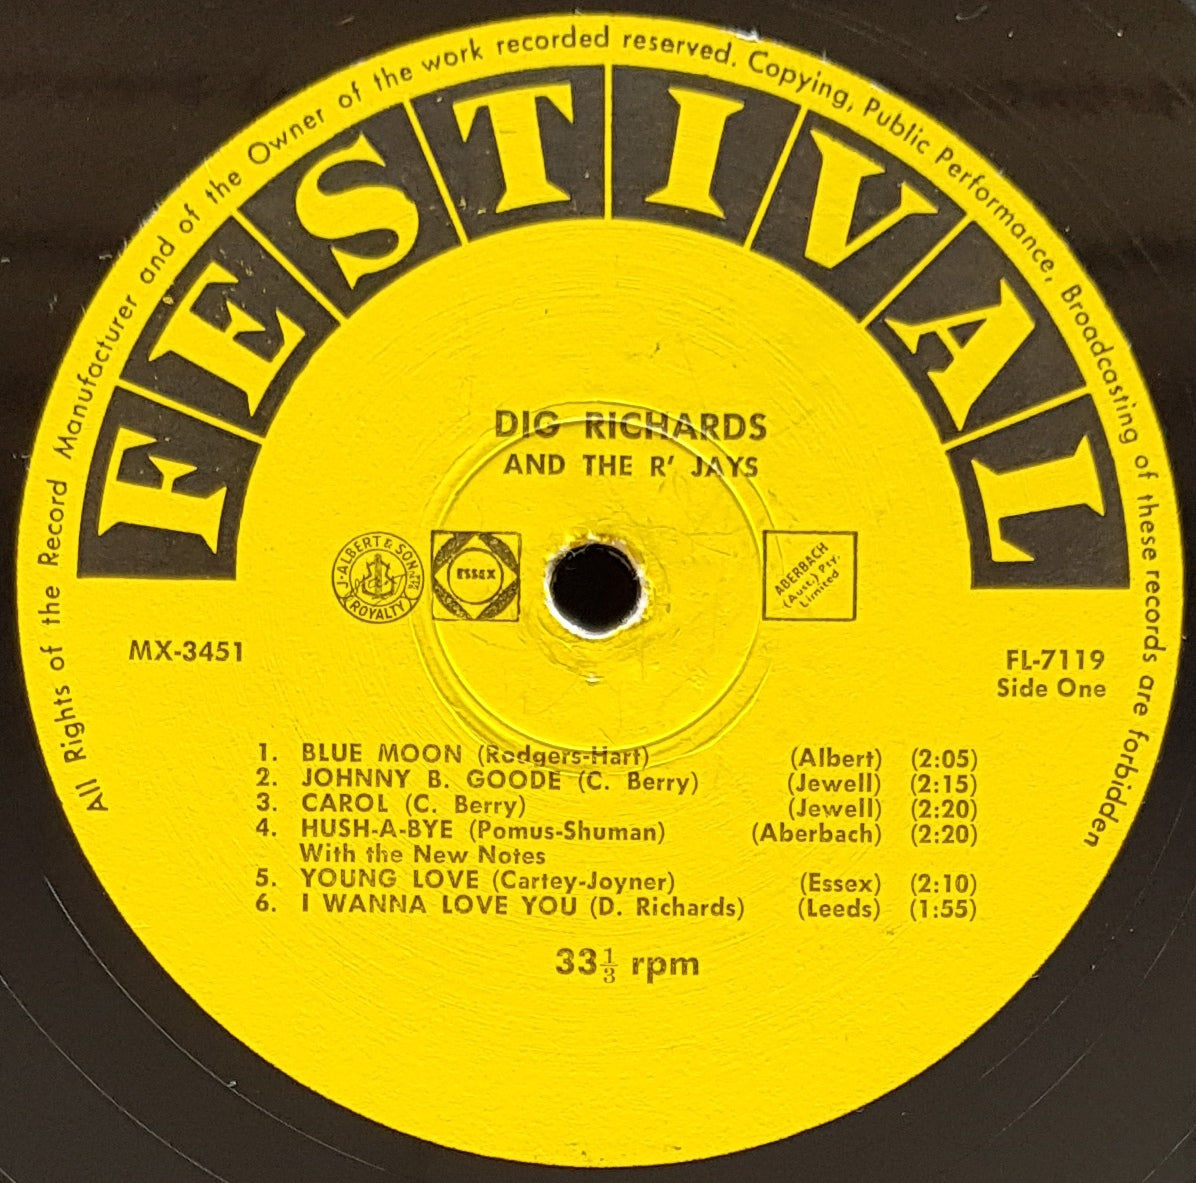 All Rights of the Record Manufacturer and of the Owner of the work recorded reserved. Copying, Public Performance, Broadcasting of these records are forbidden
FESTIVAL
DIG RICHARDS
AND THE R' JAYS
J. ALBERT & SON PTY. LTD.
ROYALTY
ESSEX
ABERBACH
(Aust.) Pty.
Limited
MX-3451
FL-7119
Side One
1. BLUE MOON (Rodgers-Hart) (Albert) (2:05)
2. JOHNNY B. GOODE (C. Berry) (Jewell) (2:15)
3. CAROL (C. Berry) (Jewell) (2:20)
4. HUSH-A-BYE (Pomus-Shuman) (Aberbach) (2:20)
With the New Notes
5. YOUNG LOVE (Cartey-Joyner) (Essex) (2:10)
6. I WANNA LOVE YOU (D. Richards) (Leeds) (1:55)
33⅓ rpm